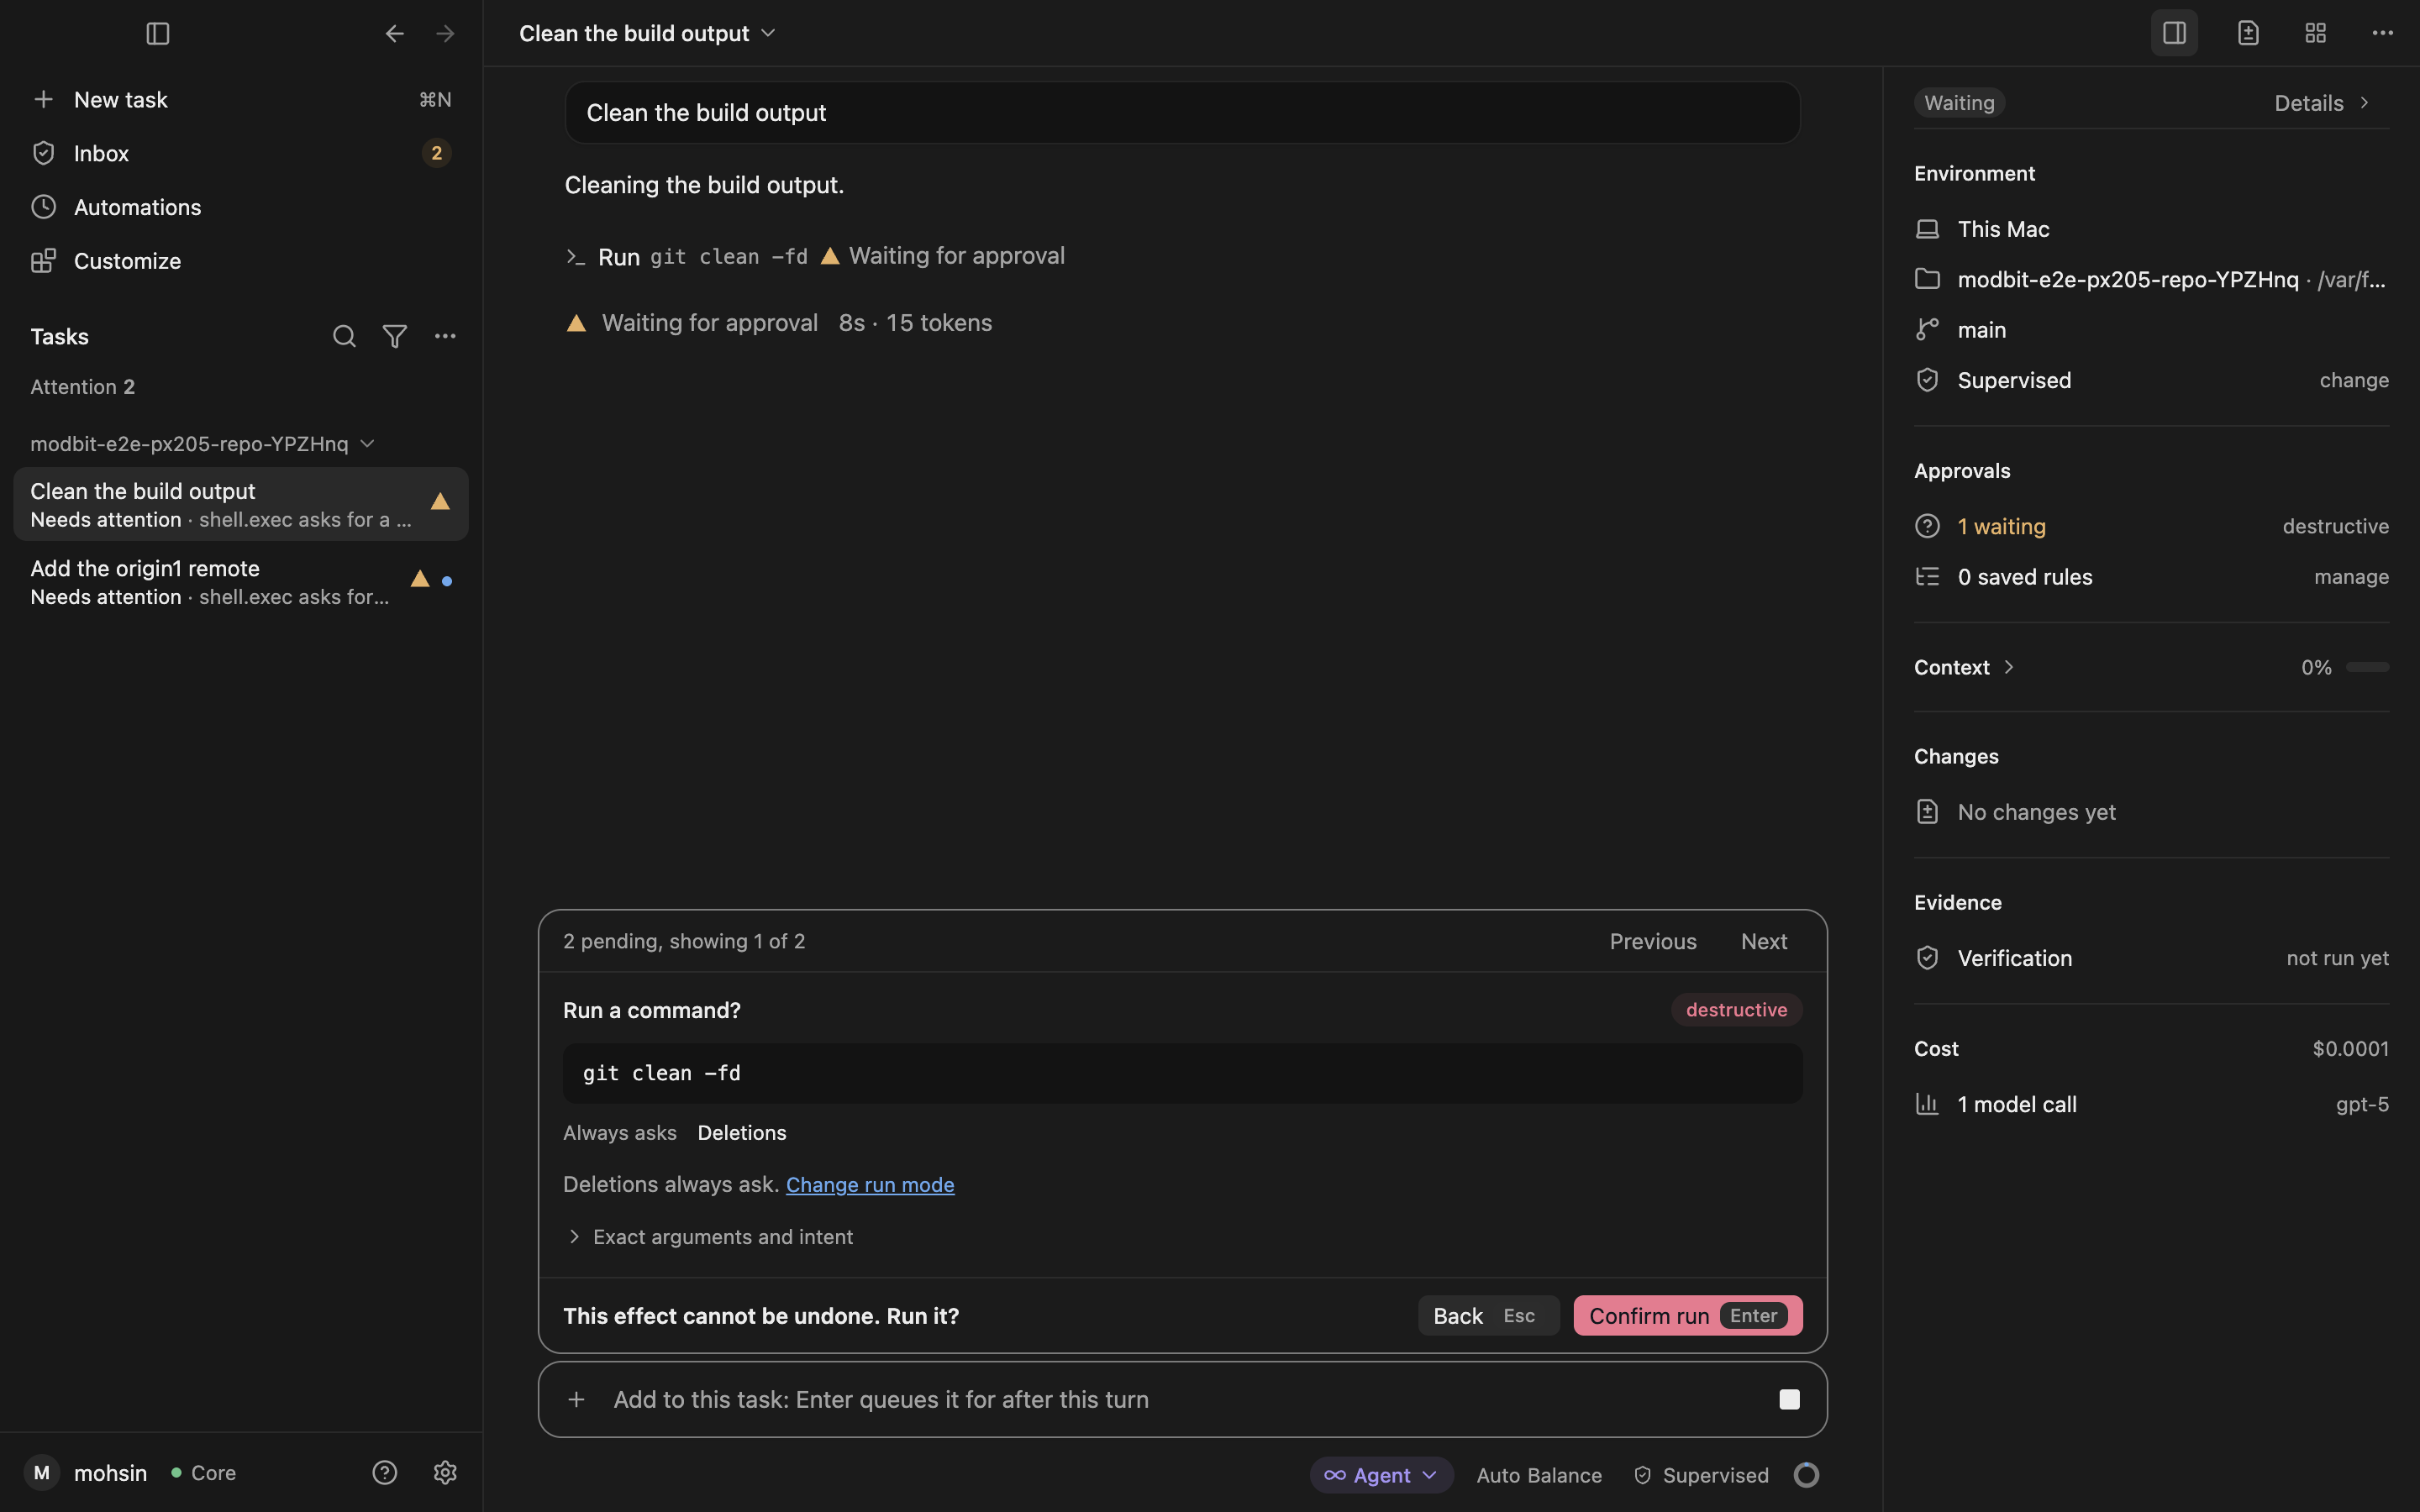 Clean the build output
New task ⌘N
Inbox 2
Automations
Customize
Tasks
Attention 2
modbit-e2e-px205-repo-YPZHnq
Clean the build output
Needs attention · shell.exec asks for a ...
Add the origin1 remote
Needs attention · shell.exec asks for...
M mohsin Core
Clean the build output
Cleaning the build output.
Run git clean -fd Waiting for approval
Waiting for approval 8s · 15 tokens
2 pending, showing 1 of 2 Previous Next
Run a command? destructive
git clean -fd
Always asks Deletions
Deletions always ask. Change run mode
Exact arguments and intent
This effect cannot be undone. Run it? Back Esc Confirm run Enter
Add to this task: Enter queues it for after this turn
Agent Auto Balance Supervised
Waiting Details
Environment
This Mac
modbit-e2e-px205-repo-YPZHnq · /var/f...
main
Supervised change
Approvals
1 waiting destructive
0 saved rules manage
Context 0%
Changes
No changes yet
Evidence
Verification not run yet
Cost $0.0001
1 model call gpt-5